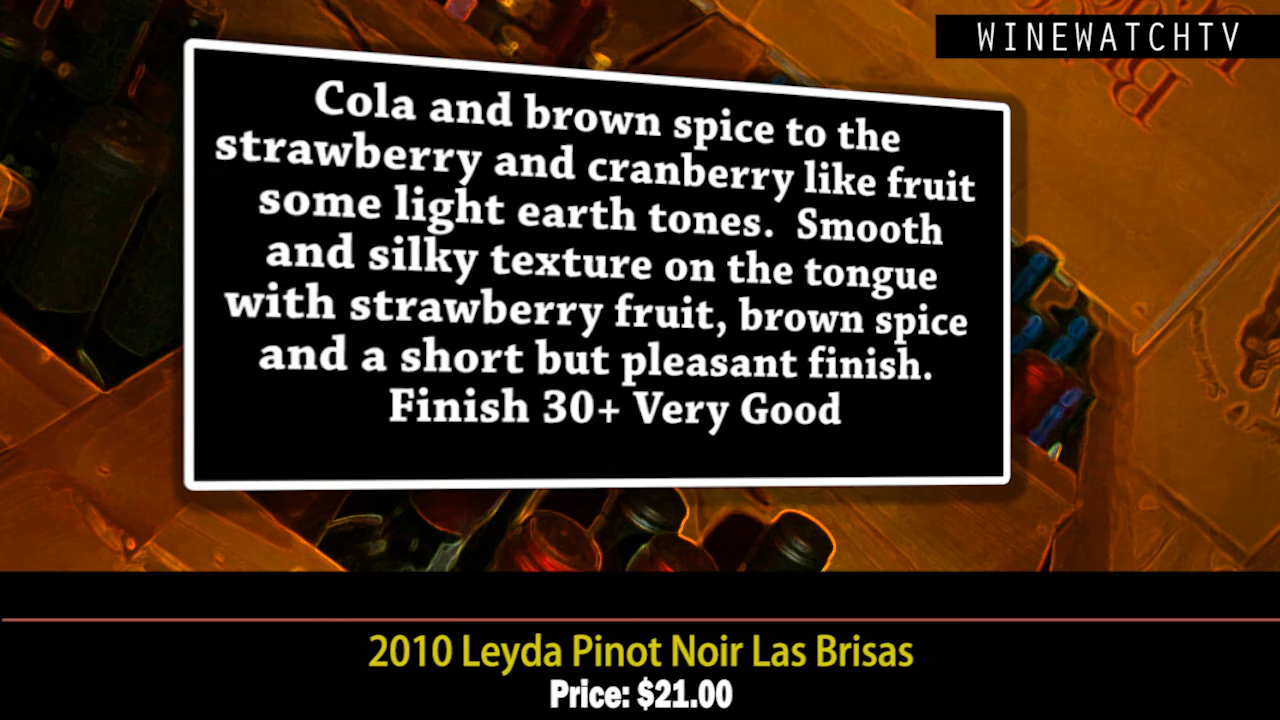 WINEWATCHTV
Cola and brown spice to the
strawberry and cranberry like fruit
some light earth tones.  Smooth
and silky texture on the tongue
with strawberry fruit, brown spice
and a short but pleasant finish.
Finish 30+ Very Good
2010 Leyda Pinot Noir Las Brisas
Price: $21.00